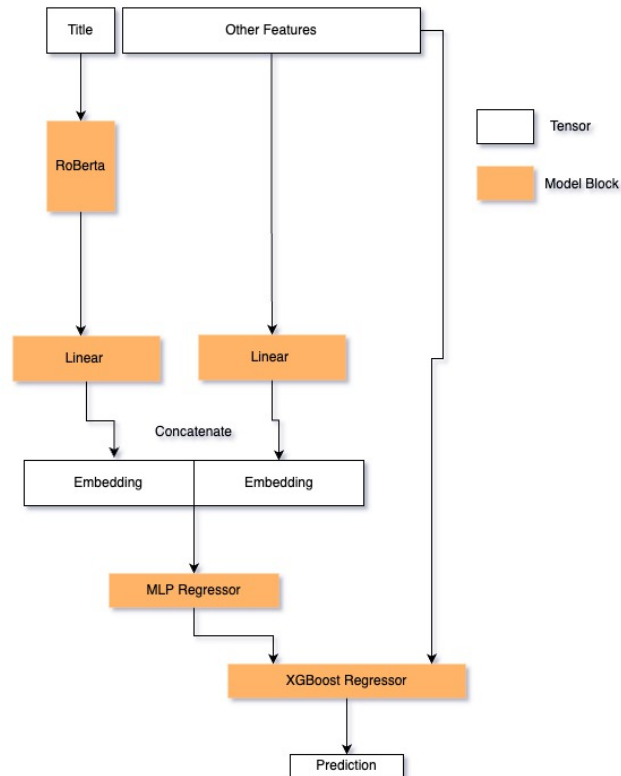 Title
Other Features
Tensor
RoBerta
Model Block
Linear
Linear
Concatenate
Embedding
Embedding
MLP Regressor
XGBoost Regressor
Prediction